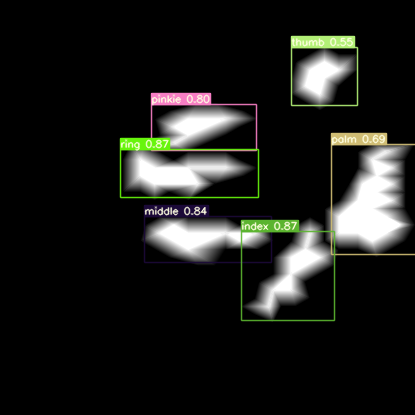 thumb 0.55
pinkie 0.80
palm 0.69
ring 0.87
middle 0.84
index 0.87